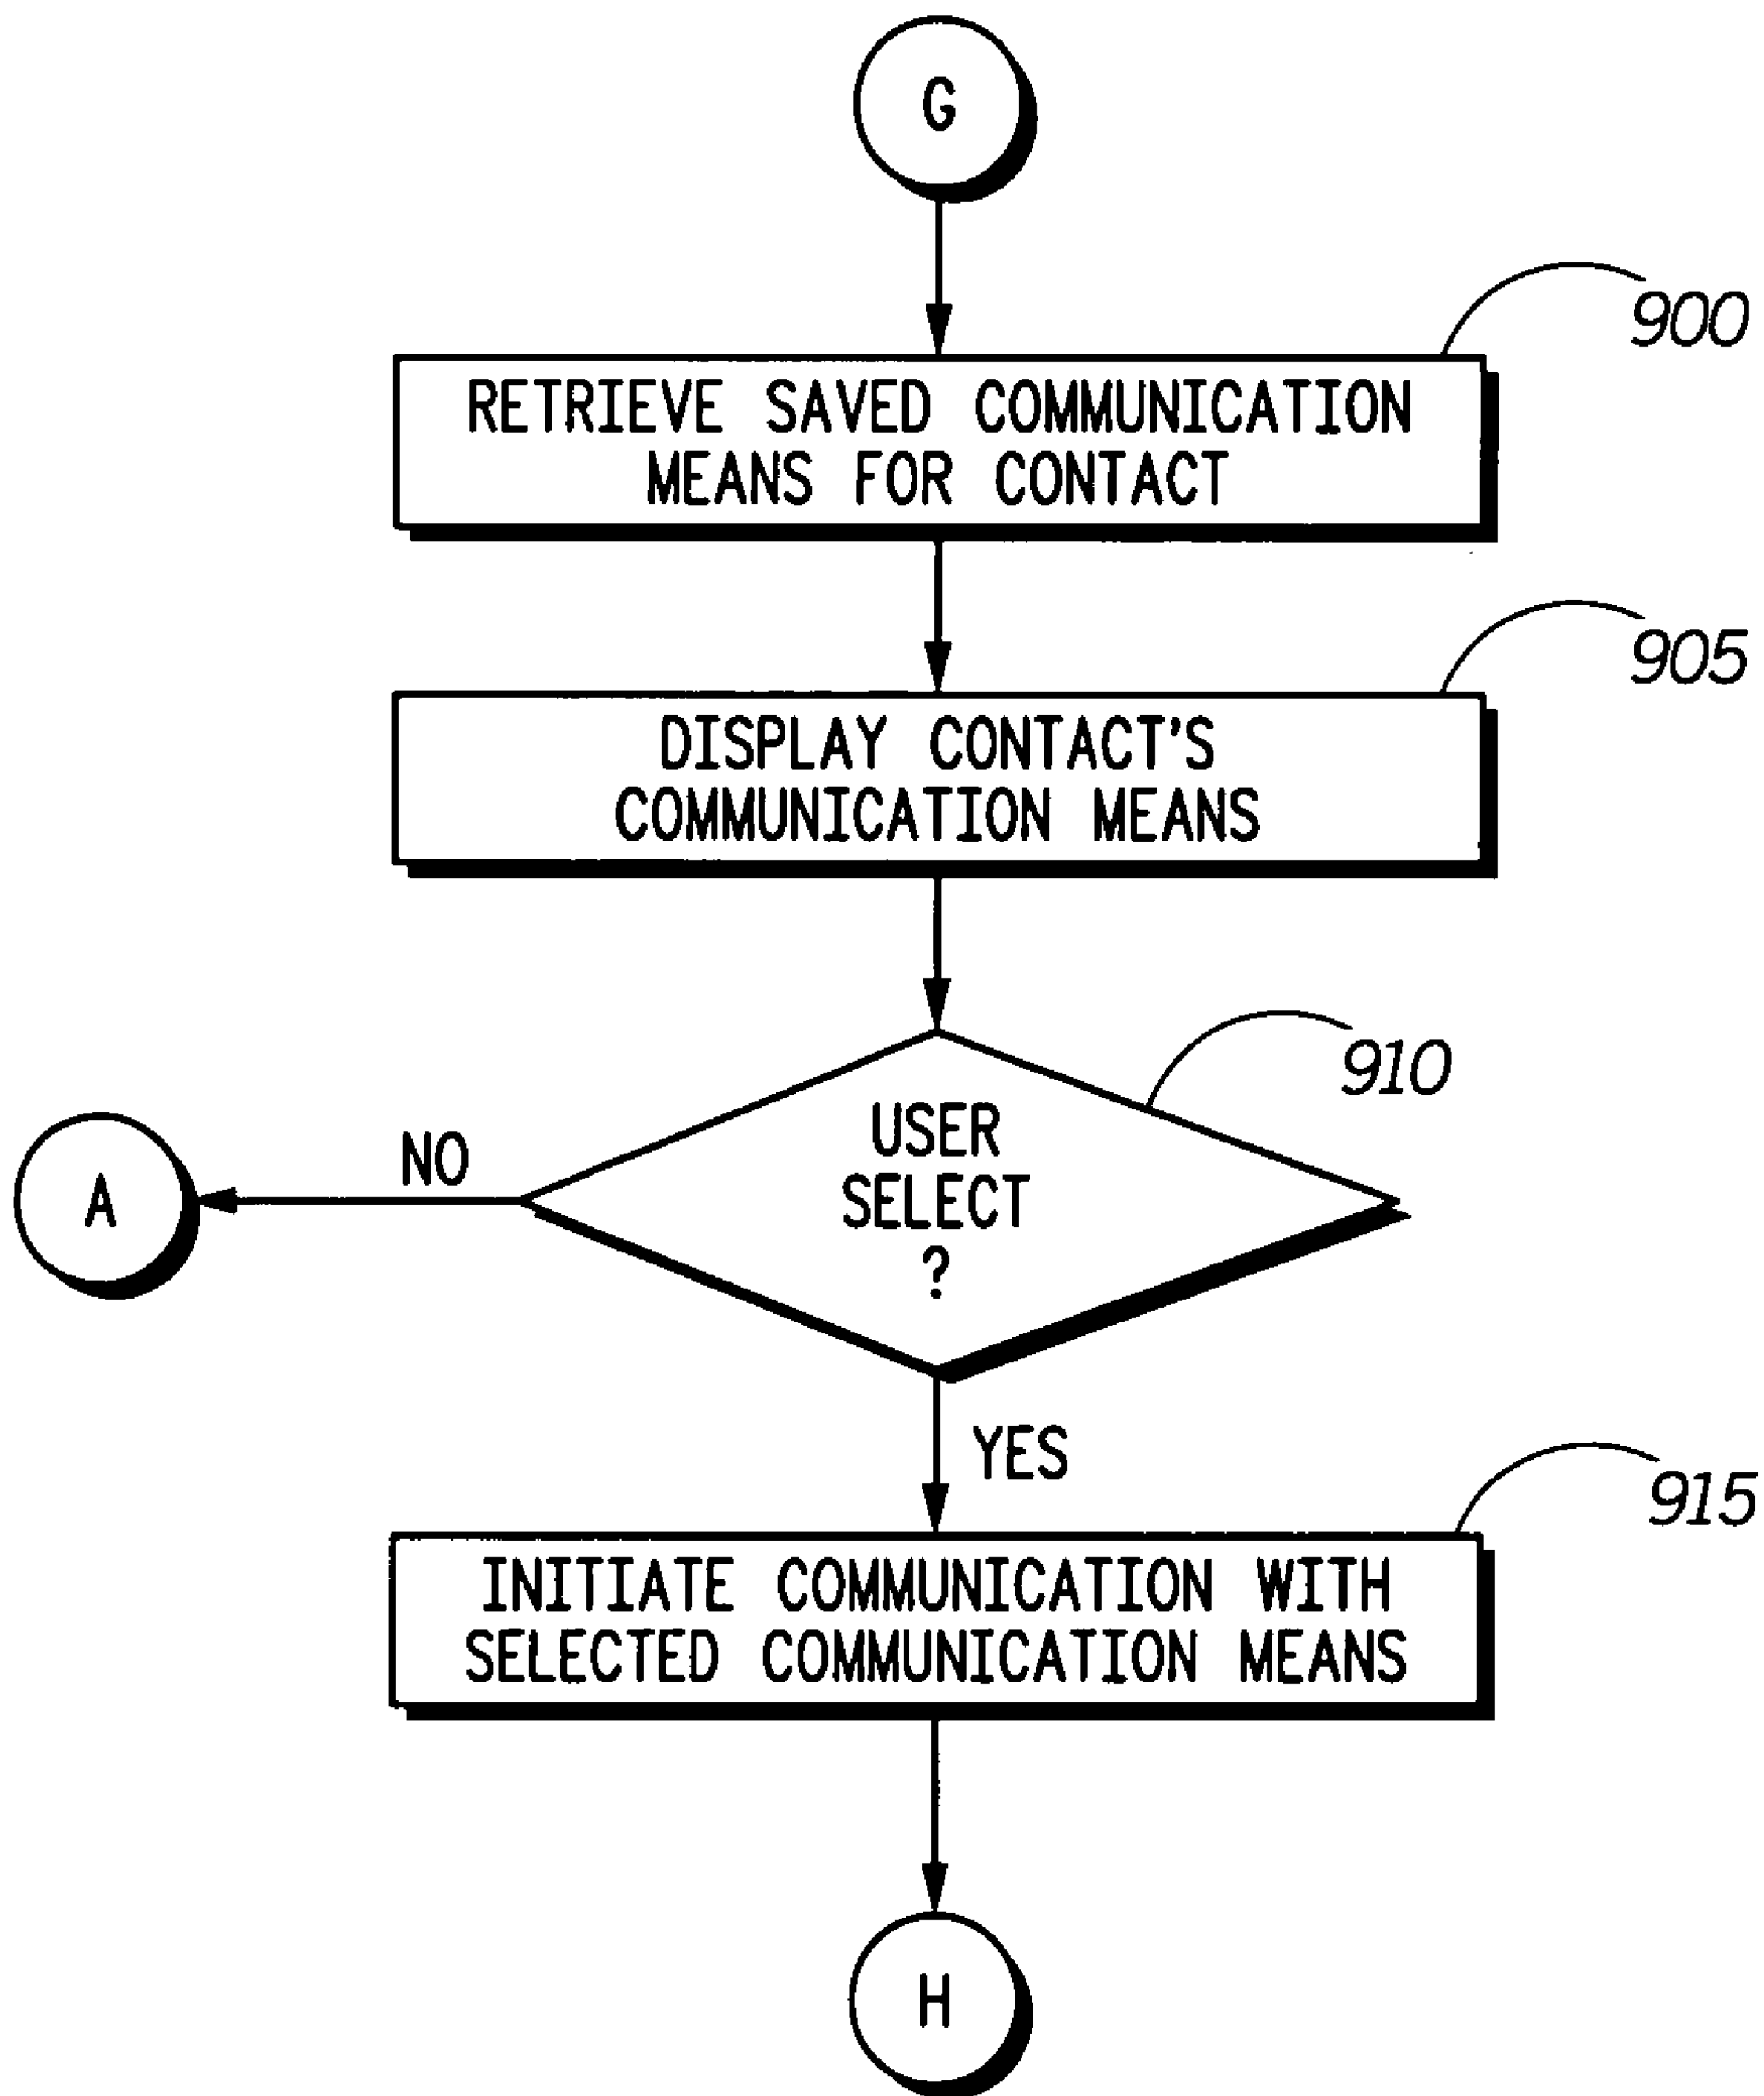 G
900
RETRIEVE SAVED COMMUNICATION
MEANS FOR CONTACT
905
DISPLAY CONTACT'S
COMMUNICATION MEANS
910
USER
SELECT
?
NO
A
YES
915
INITIATE COMMUNICATION WITH
SELECTED COMMUNICATION MEANS
H